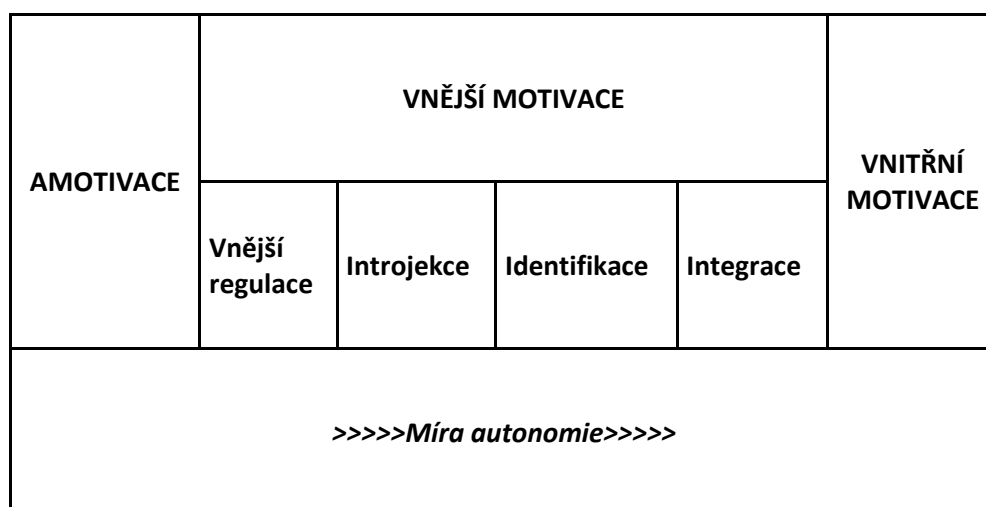 VNĚJŠÍ MOTIVACE
AMOTIVACE
VNITŘNÍ
MOTIVACE
Vnější
regulace
Introjekce
Identifikace
Integrace
>>>>>Míra autonomie>>>>>